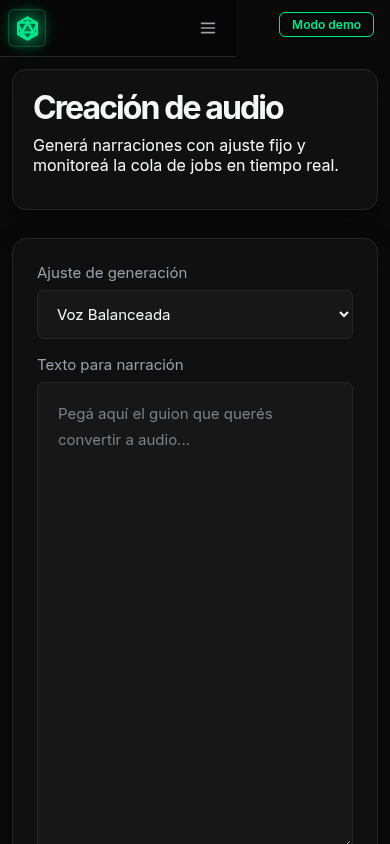 Modo demo
Creación de audio
Generá narraciones con ajuste fijo y
monitoreá la cola de jobs en tiempo real.
Ajuste de generación
Voz Balanceada
Texto para narración
Pegá aquí el guion que querés
convertir a audio...